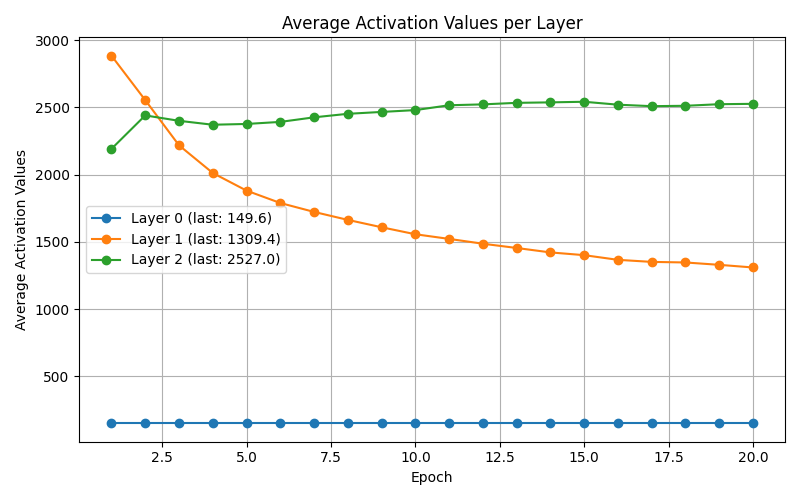 Average Activation Values per Layer
3000
2500
2000
1500
1000
500
Average Activation Values
Layer 0 (last: 149.6)
Layer 1 (last: 1309.4)
Layer 2 (last: 2527.0)
2.5 5.0 7.5 10.0 12.5 15.0 17.5 20.0
Epoch